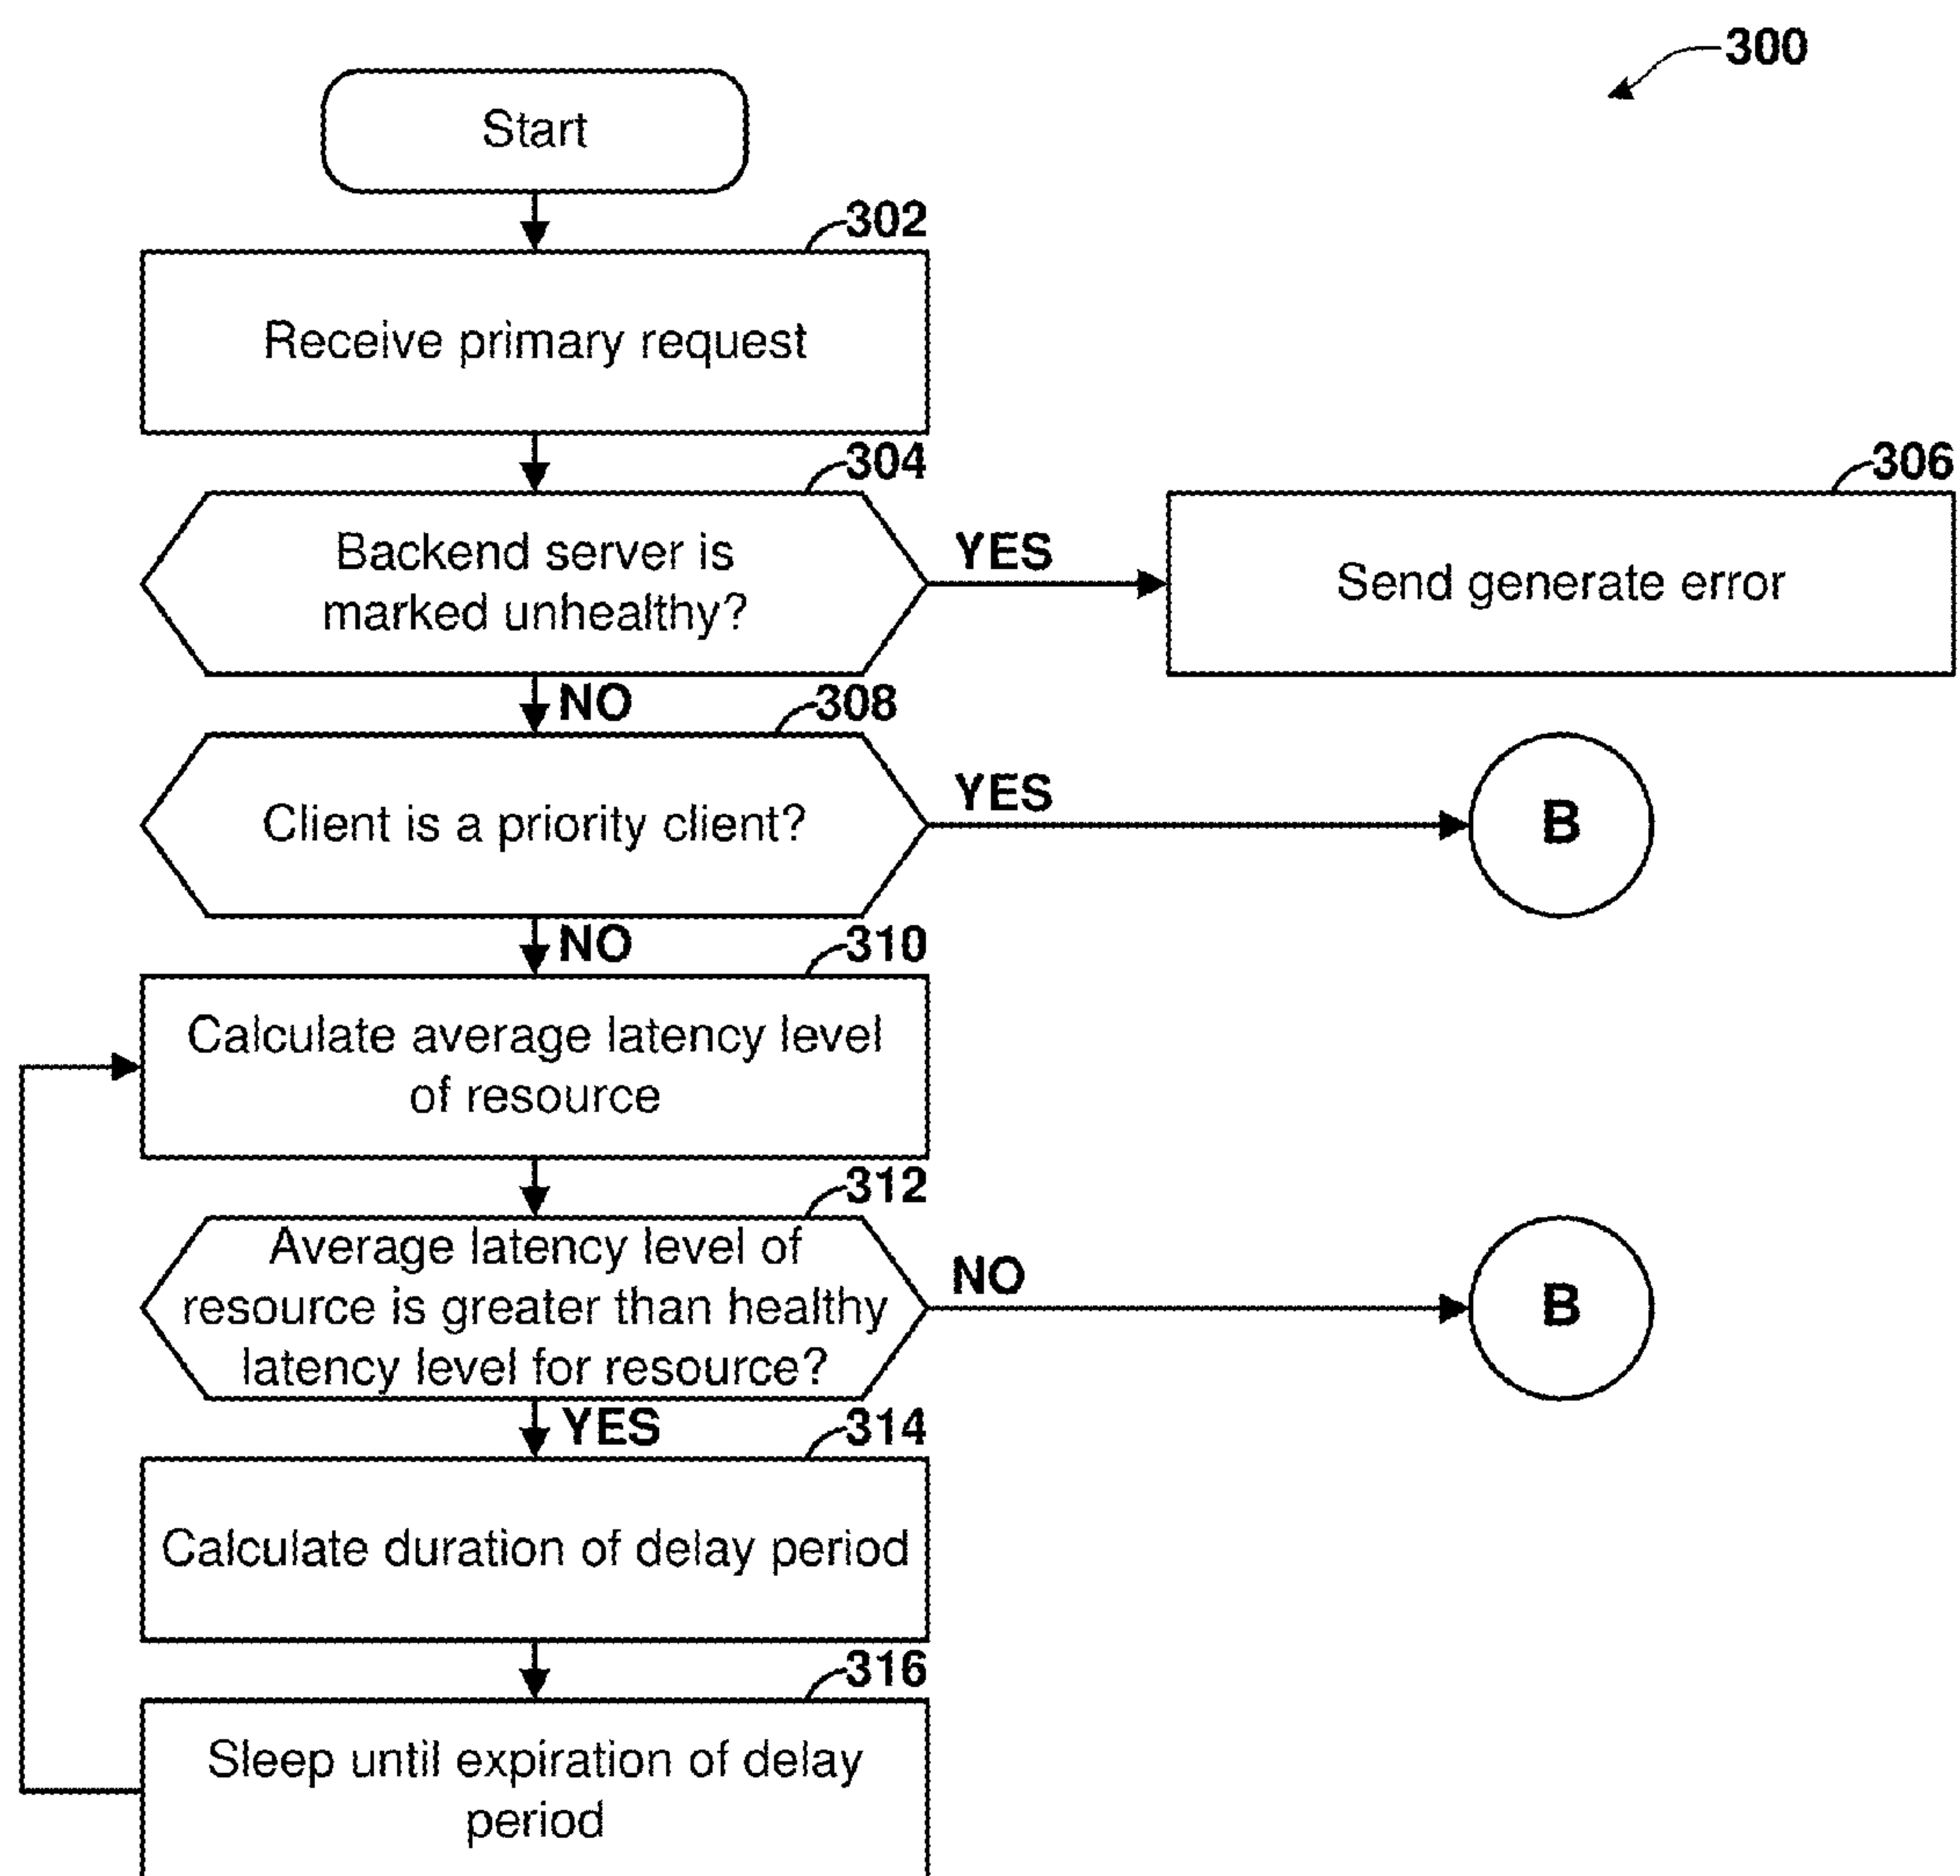 300
Start
302
Receive primary request
304
Backend server is
marked unhealthy?
YES
306
Send generate error
NO
308
Client is a priority client?
YES
B
NO
310
Calculate average latency level
of resource
312
Average latency level of
resource is greater than healthy
latency level for resource?
NO
B
YES
314
Calculate duration of delay period
316
Sleep until expiration of delay
period